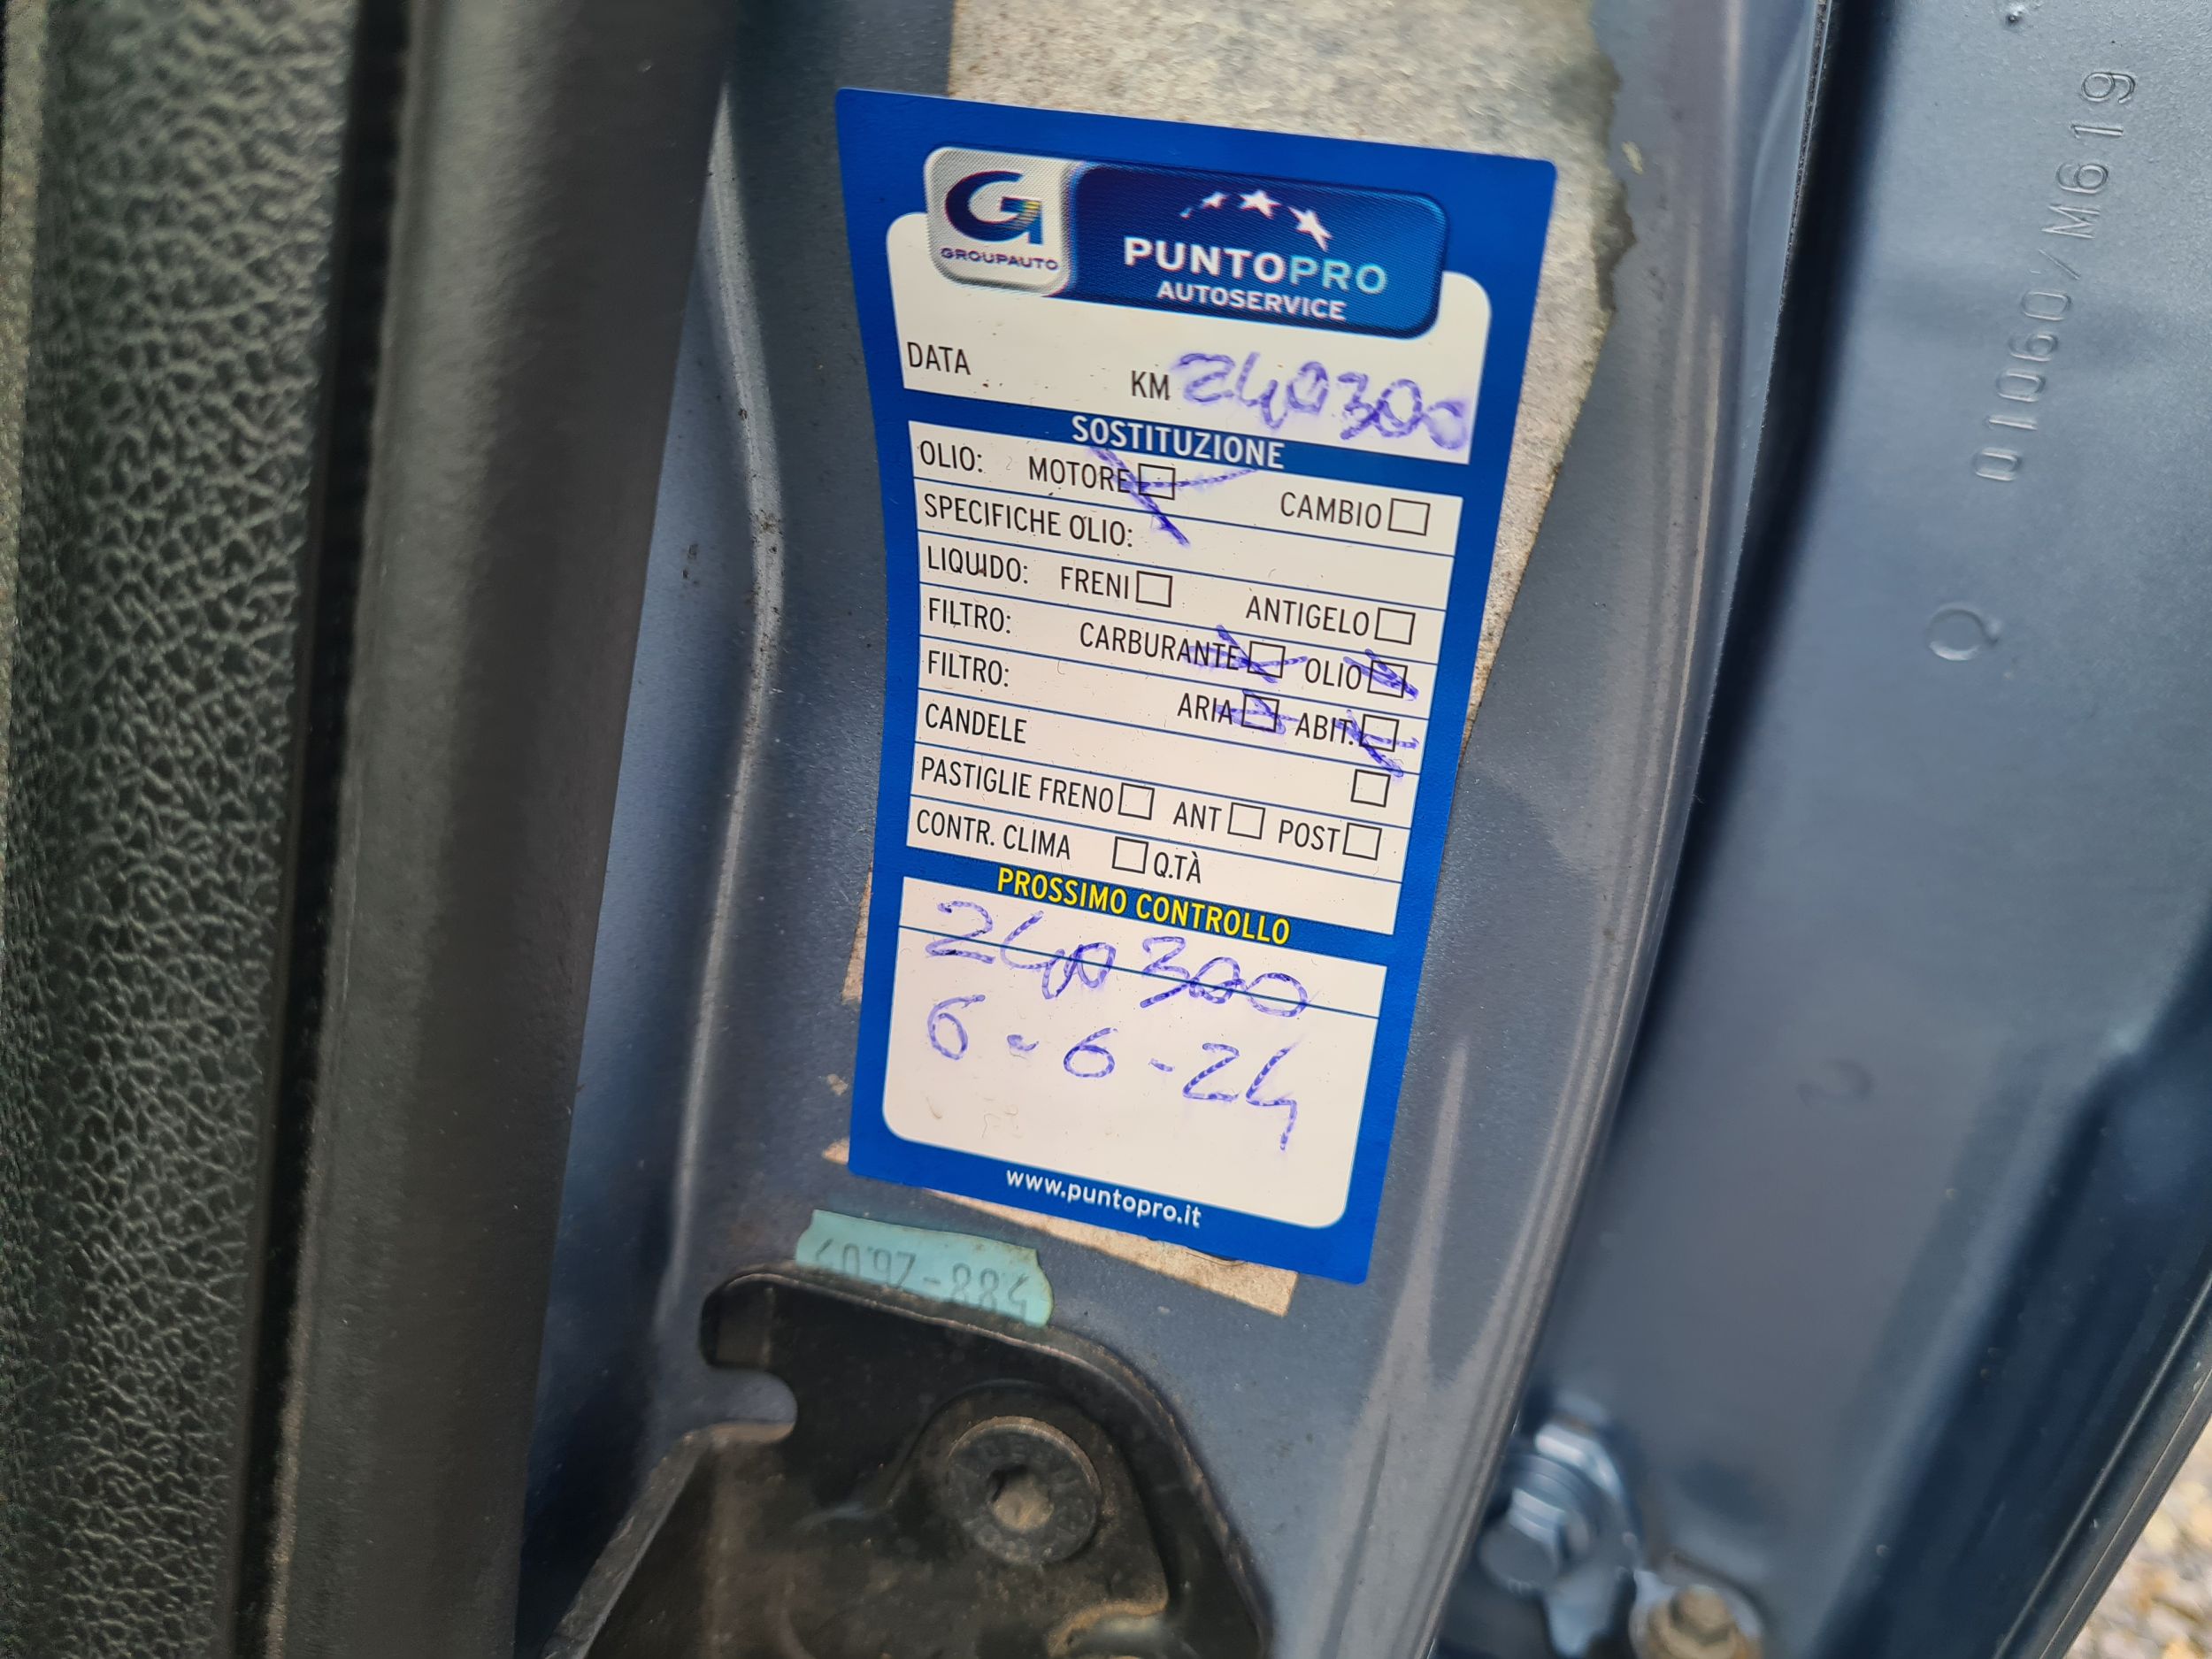 G
GROUPAUTO
PUNTOPRO
AUTOSERVICE
DATA KM 240300
SOSTITUZIONE
OLIO: MOTORE CAMBIO
SPECIFICHE OLIO:
LIQUIDO: FRENI ANTIGELO
FILTRO: CARBURANTE OLIO
FILTRO: ARIA ABIT.
CANDELE
PASTIGLIE FRENO ANT POST
CONTR. CLIMA Q.TÀ
PROSSIMO CONTROLLO
240300
6-6-24
www.puntopro.it
01060/M619